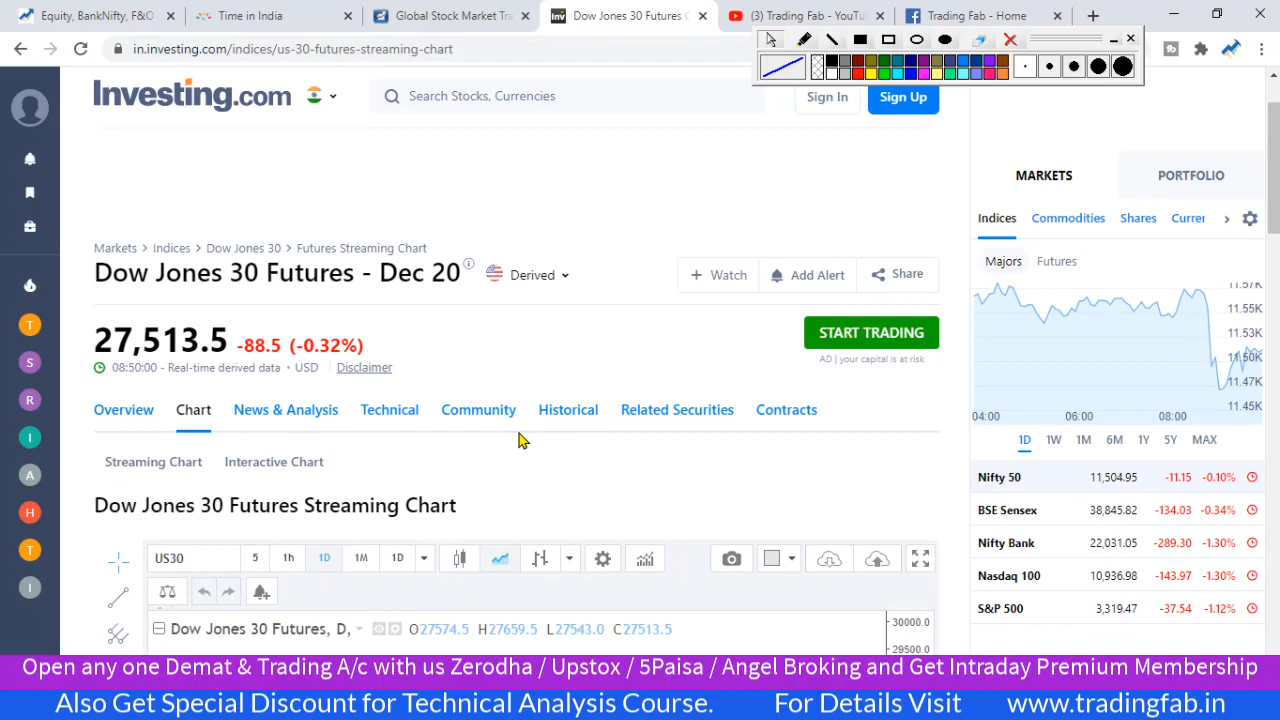 Equity, BankNifty, F&O
Time in India
Global Stock Market Tra
Dow Jones 30 Futures C
(3) Trading Fab - YouTu
Trading Fab - Home
in.investing.com/indices/us-30-futures-streaming-chart
Investing.com
Search Stocks, Currencies
Sign In
Sign Up
MARKETS
PORTFOLIO
Indices
Commodities
Shares
Curre
Majors
Futures
Markets > Indices > Dow Jones 30 > Futures Streaming Chart
Dow Jones 30 Futures - Dec 20
Derived
+ Watch
Add Alert
Share
27,513.5 -88.5 (-0.32%)
08:50:00 - Real-time derived data • USD
Disclaimer
START TRADING
AD | your capital is at risk
11.57K
11.55K
11.53K
11.50K
11.47K
11.45K
04:00
06:00
08:00
Overview
Chart
News & Analysis
Technical
Community
Historical
Related Securities
Contracts
1D
1W
1M
6M
1Y
5Y
MAX
Streaming Chart
Interactive Chart
Nifty 50 11,504.95 -11.15 -0.10%
BSE Sensex 38,845.82 -134.03 -0.34%
Nifty Bank 22,031.05 -289.30 -1.30%
Nasdaq 100 10,936.98 -143.97 -1.30%
S&P 500 3,319.47 -37.54 -1.12%
Dow Jones 30 Futures Streaming Chart
US30
5
1h
1D
1M
1D
Dow Jones 30 Futures, D, O27574.5 H27659.5 L27543.0 C27513.5
30000.0
29500.0
Open any one Demat & Trading A/c with us Zerodha / Upstox / 5Paisa / Angel Broking and Get Intraday Premium Membership
Also Get Special Discount for Technical Analysis Course. For Details Visit www.tradingfab.in
T
S
R
I
A
H
T
I